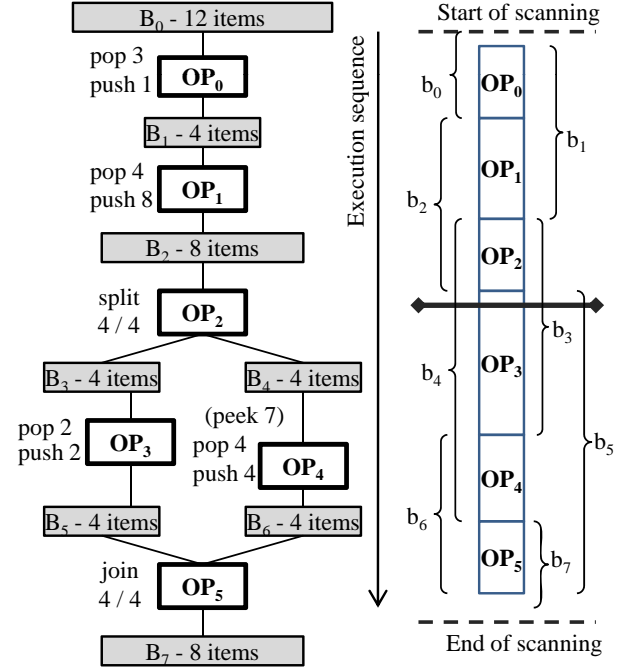 B0 - 12 items
pop 3
push 1
OP0
B1 - 4 items
pop 4
push 8
OP1
B2 - 8 items
split
4 / 4
OP2
B3 - 4 items
B4 - 4 items
pop 2
push 2
OP3
(peek 7)
pop 4
push 4
OP4
B5 - 4 items
B6 - 4 items
join
4 / 4
OP5
B7 - 8 items
Execution sequence
Start of scanning
b0
OP0
b1
OP1
b2
OP2
b3
OP3
b4
b5
OP4
b6
OP5
b7
End of scanning